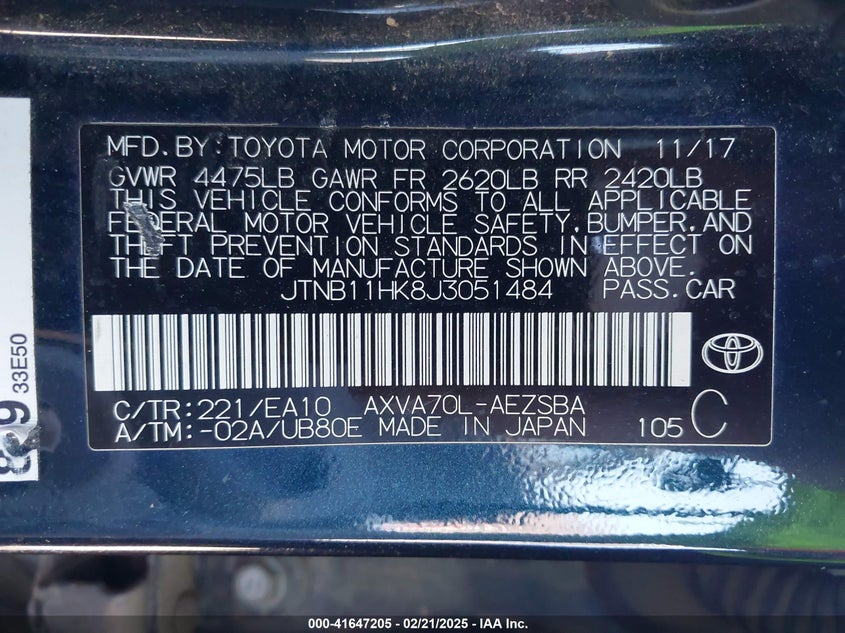 MFD.BY:TOYOTA MOTOR CORPORATION 11/17
GVWR 4475LB GAWR FR 2620LB RR 2420LB
THIS VEHICLE CONFORMS TO ALL APPLICABLE
FEDERAL MOTOR VEHICLE SAFETY,BUMPER,AND
THEFT PREVENTION STANDARDS IN EFFECT ON
THE DATE OF MANUFACTURE SHOWN ABOVE.
JTNB11HK8J3051484 PASS.CAR
C/TR:221/EA10 AXVA70L-AEZSBA
A/TM:-02A/UB80E MADE IN JAPAN 105 C
33E50
000-41647205 - 02/21/2025 - IAA Inc.